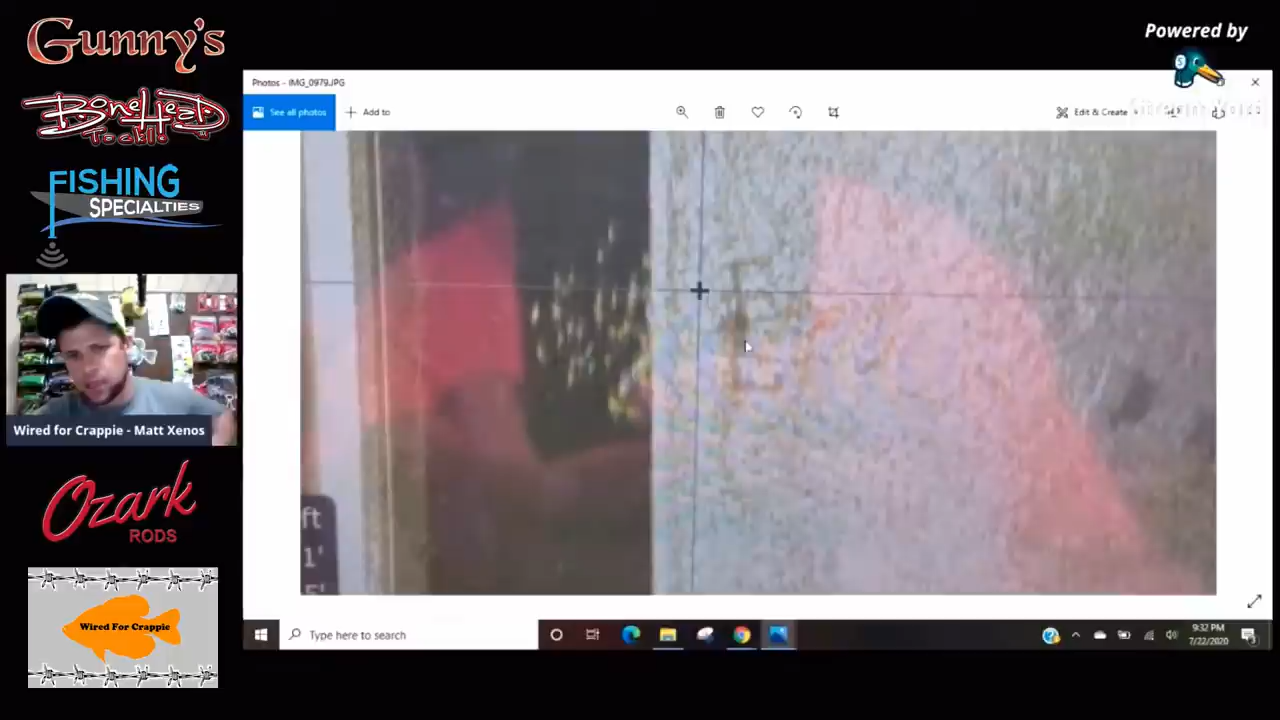 Gunny's
BoneHead
Tackle
FISHING
SPECIALTIES
Wired for Crappie - Matt Xenos
Ozark
RODS
Wired For Crappie
Powered by
Photos - IMG_0979.JPG
See all photos
Add to
Edit & Create
ft
1'
5'
Type here to search
9:32 PM
7/22/2020